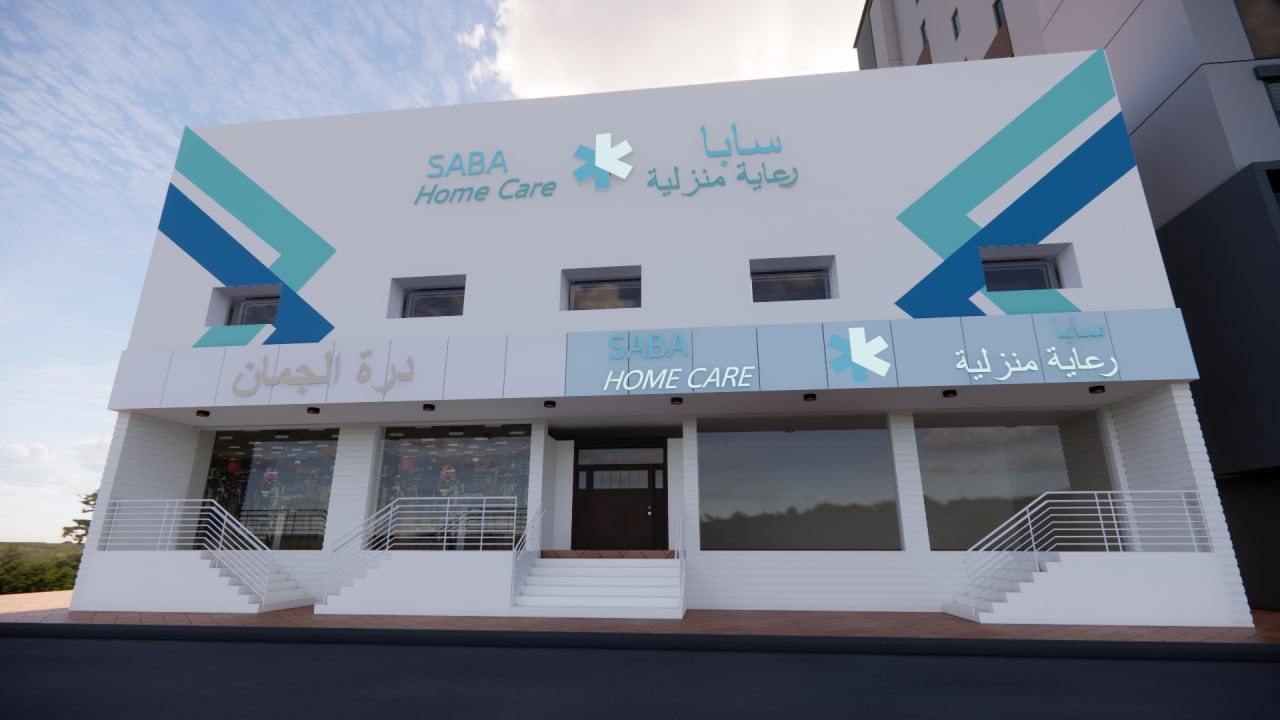 SABA
Home Care
سابا
رعاية منزلية
درة الجمان
SABA
HOME CARE
سابا
رعاية منزلية